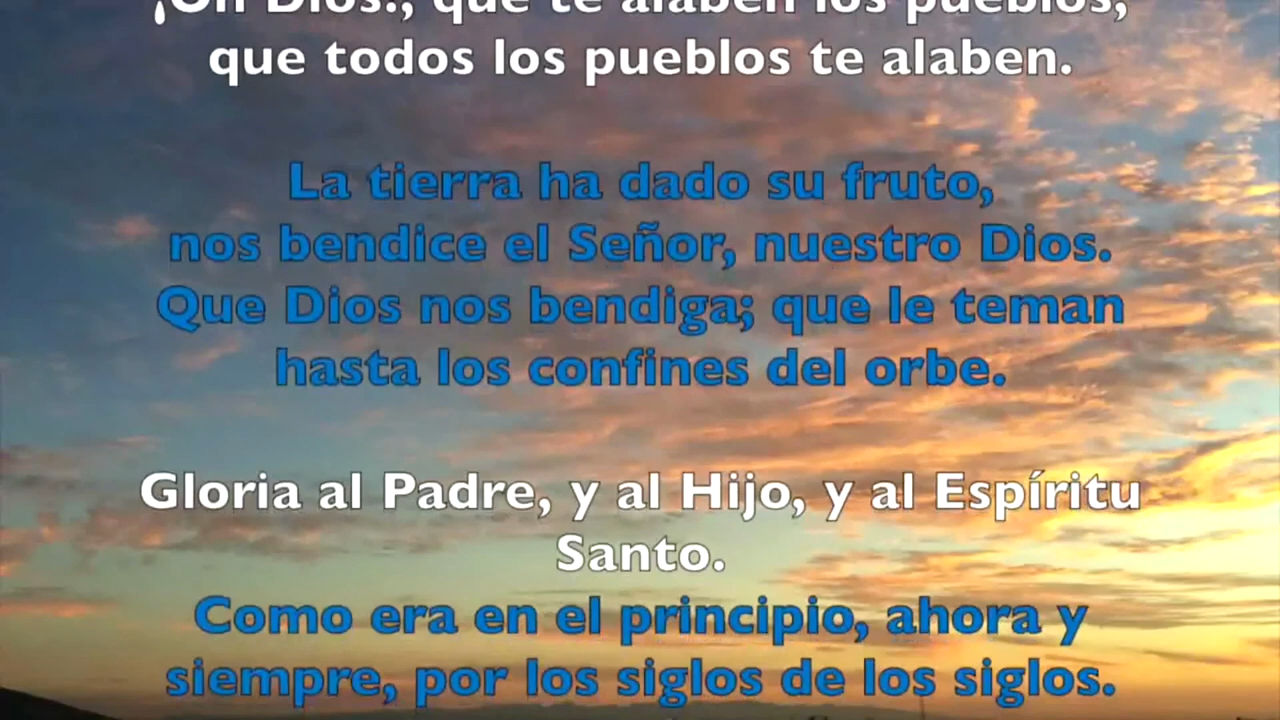 ¡Oh Dios!, que te alaben los pueblos,
que todos los pueblos te alaben.
La tierra ha dado su fruto,
nos bendice el Señor, nuestro Dios.
Que Dios nos bendiga; que le teman
hasta los confines del orbe.
Gloria al Padre, y al Hijo, y al Espíritu
Santo.
Como era en el principio, ahora y
siempre, por los siglos de los siglos.